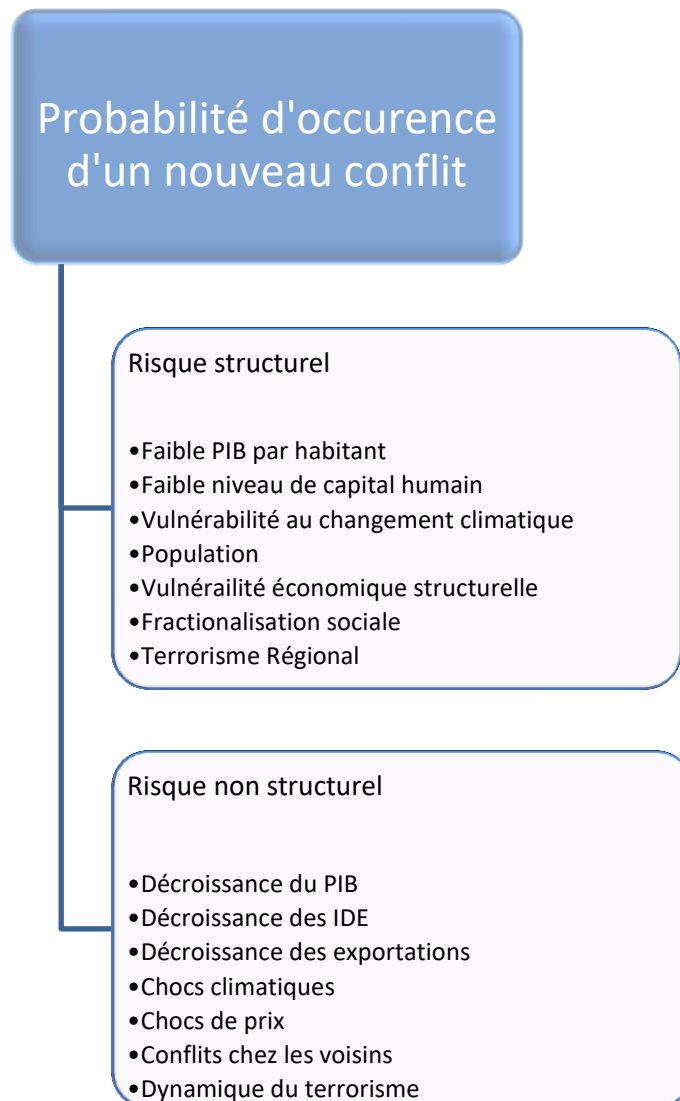 Probabilité d'occurence
d'un nouveau conflit
Risque structurel
•Faible PIB par habitant
•Faible niveau de capital humain
•Vulnérabilité au changement climatique
•Population
•Vulnérailité économique structurelle
•Fractionalisation sociale
•Terrorisme Régional
Risque non structurel
•Décroissance du PIB
•Décroissance des IDE
•Décroissance des exportations
•Chocs climatiques
•Chocs de prix
•Conflits chez les voisins
•Dynamique du terrorisme